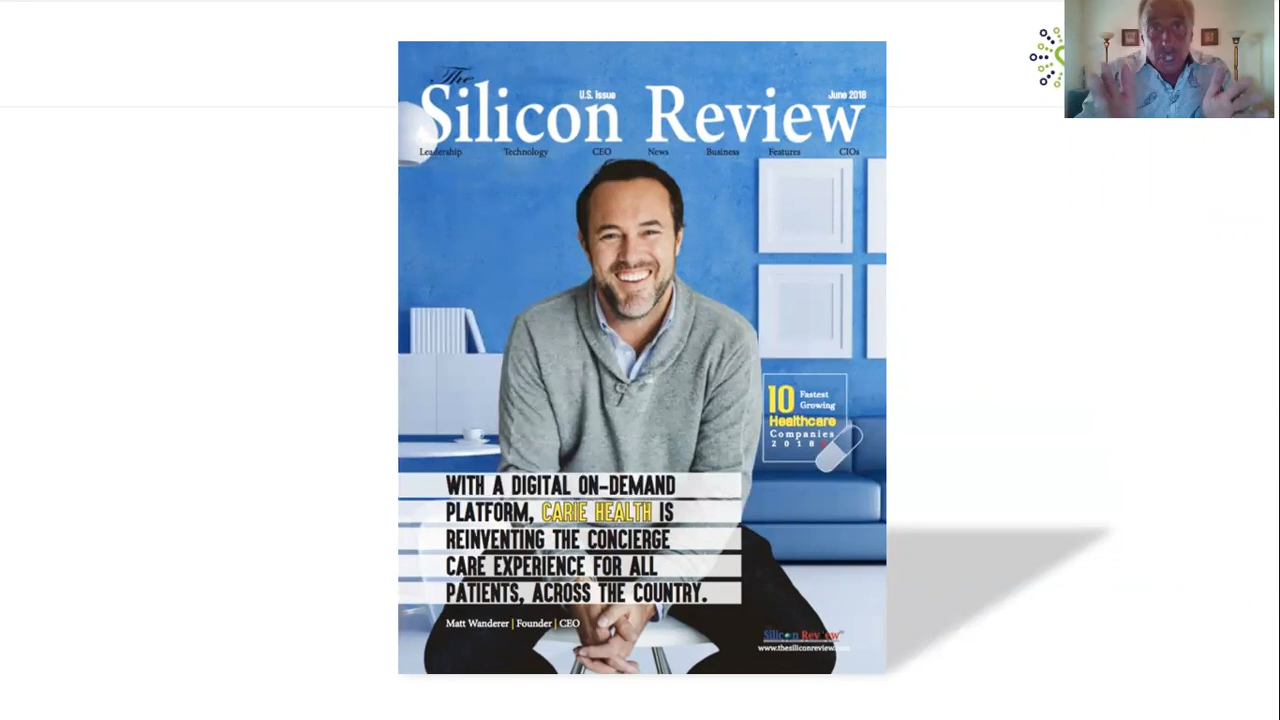 The
U.S. Issue
June 2018
Silicon Review
Leadership Technology CEO News Business Features CIOs
10 Fastest
Growing
Healthcare
Companies
2018
WITH A DIGITAL ON-DEMAND
PLATFORM, CARIE HEALTH IS
REINVENTING THE CONCIERGE
CARE EXPERIENCE FOR ALL
PATIENTS, ACROSS THE COUNTRY.
Matt Wanderer | Founder | CEO
Silicon Review
www.thesiliconreview.com